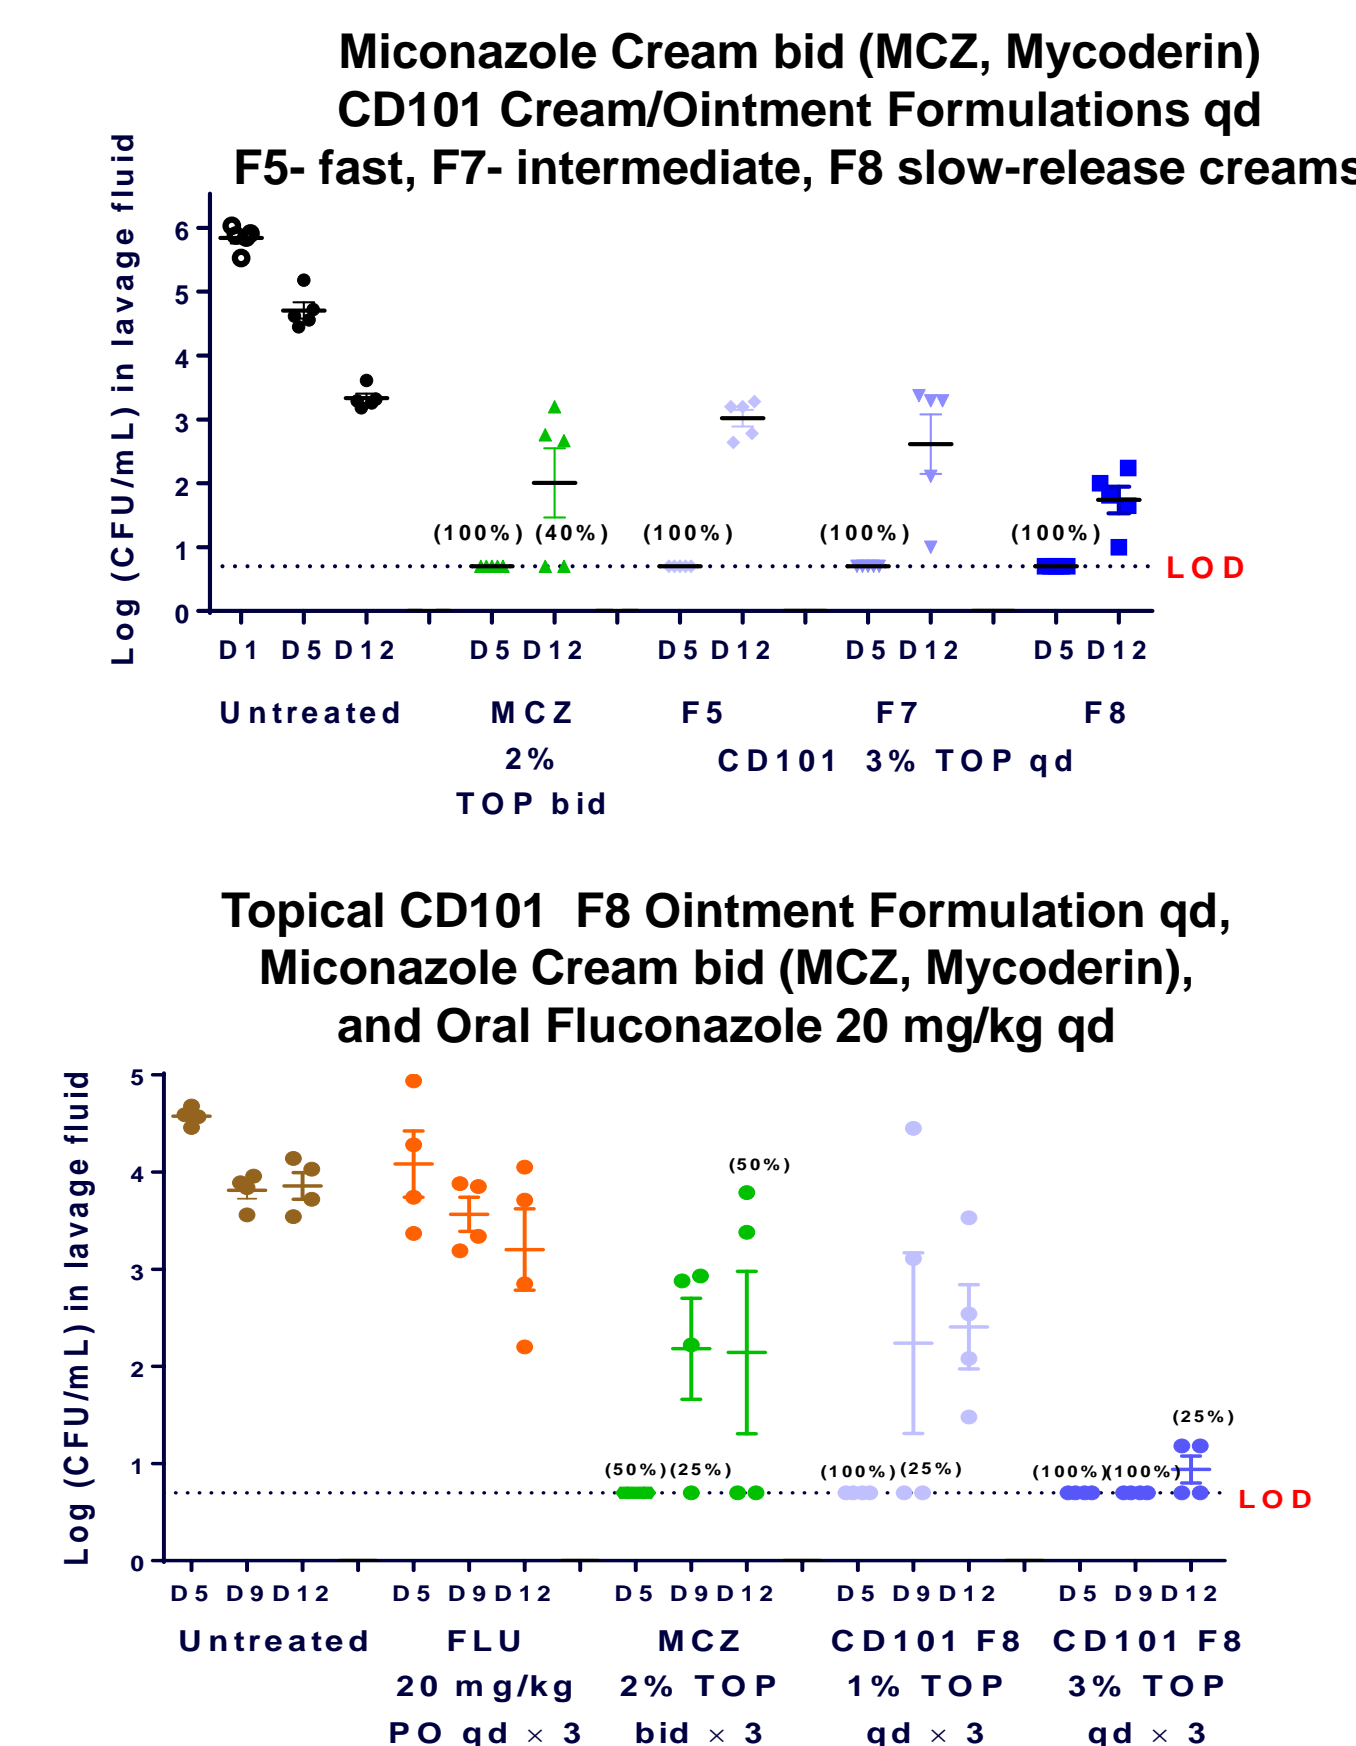 Miconazole Cream bid (MCZ, Mycoderin)
CD101 Cream/Ointment Formulations qd
F5- fast, F7- intermediate, F8 slow-release creams
Log (CFU/mL) in lavage fluid
6
5
4
3
2
1
0
(100%) (40%) (100%) (100%) (100%)
LOD
D1 D5 D12 D5 D12 D5 D12 D5 D12 D5 D12
Untreated MCZ F5 F7 F8
2% CD101 3% TOP qd
TOP bid
Topical CD101 F8 Ointment Formulation qd,
Miconazole Cream bid (MCZ, Mycoderin),
and Oral Fluconazole 20 mg/kg qd
Log (CFU/mL) in lavage fluid
5
4
3
2
1
0
(50%)
(25%)
(50%) (25%) (100%) (25%) (100%) (100%)
LOD
D5 D9 D12 D5 D9 D12 D5 D9 D12 D5 D9 D12 D5 D9 D12
Untreated FLU MCZ CD101 F8 CD101 F8
20 mg/kg 2% TOP 1% TOP 3% TOP
PO qd × 3 bid × 3 qd × 3 qd × 3